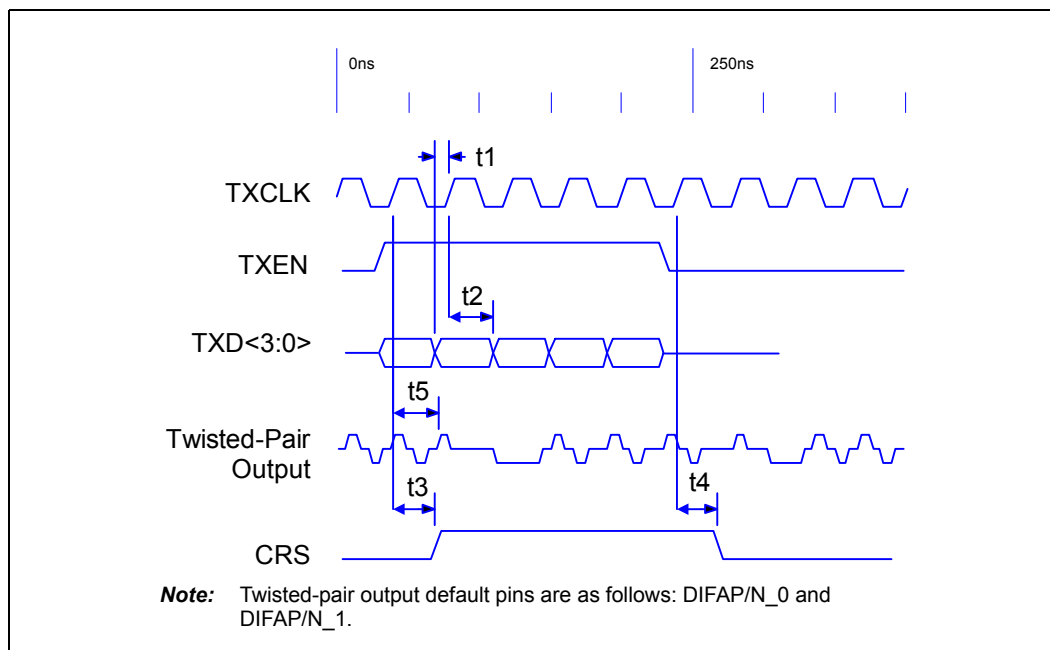 0ns 250ns
t1
TXCLK
TXEN
t2
TXD<3:0>
t5
Twisted-Pair
Output
t3 t4
CRS
Note: Twisted-pair output default pins are as follows: DIFAP/N_0 and
DIFAP/N_1.